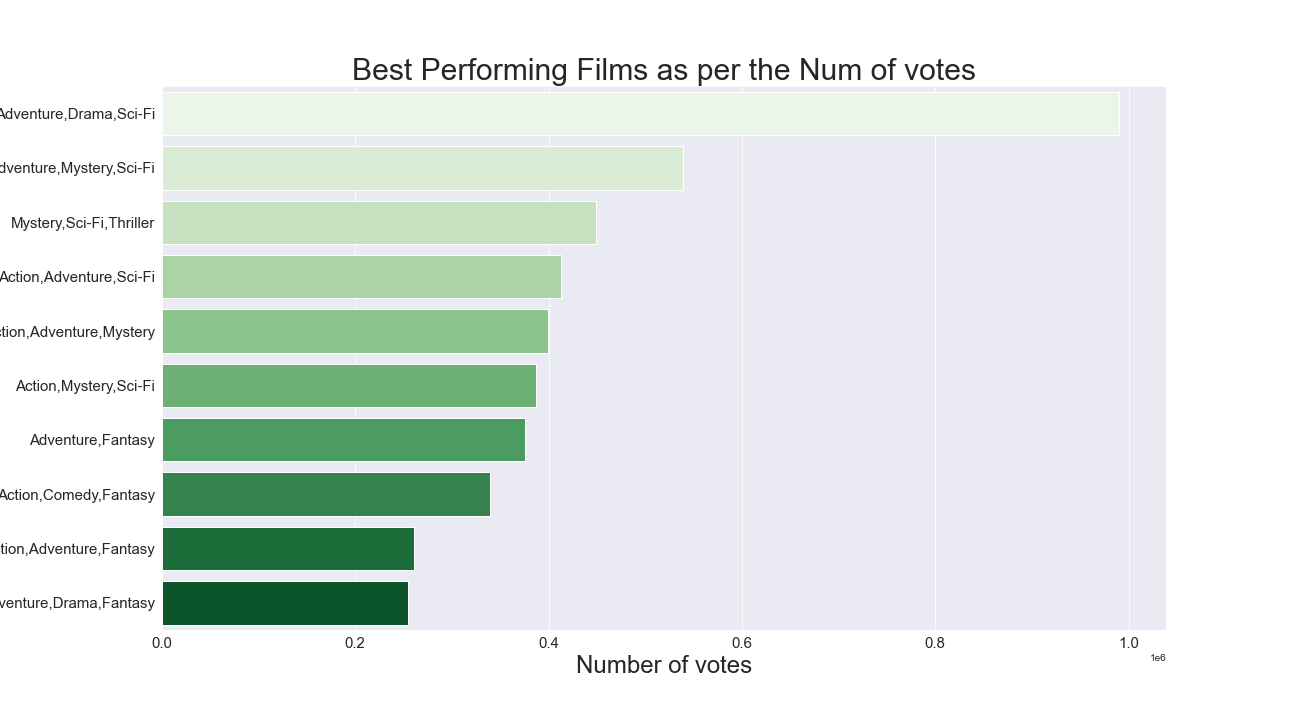 Best Performing Films as per the Num of votes
Adventure,Drama,Sci-Fi
dventure,Mystery,Sci-Fi
Mystery,Sci-Fi,Thriller
Action,Adventure,Sci-Fi
tion,Adventure,Mystery
Action,Mystery,Sci-Fi
Adventure,Fantasy
Action,Comedy,Fantasy
tion,Adventure,Fantasy
venture,Drama,Fantasy
0.0 0.2 0.4 0.6 0.8 1.0
1e6
Number of votes